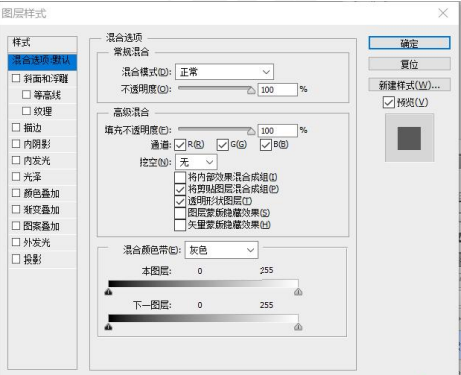 图层样式
样式
混合选项:默认
斜面和浮雕
等高线
纹理
描边
内阴影
内发光
光泽
颜色叠加
渐变叠加
图案叠加
外发光
投影
混合选项
常规混合
混合模式(D): 正常
不透明度(O): 100 %
高级混合
填充不透明度(F): 100 %
通道: R(R) G(G) B(B)
挖空(N): 无
将内部效果混合成组(I)
将剪贴图层混合成组(P)
透明形状图层(T)
图层蒙版隐藏效果(S)
矢量蒙版隐藏效果(H)
混合颜色带(E): 灰色
本图层: 0 255
下一图层: 0 255
确定
复位
新建样式(W)...
预览(V)